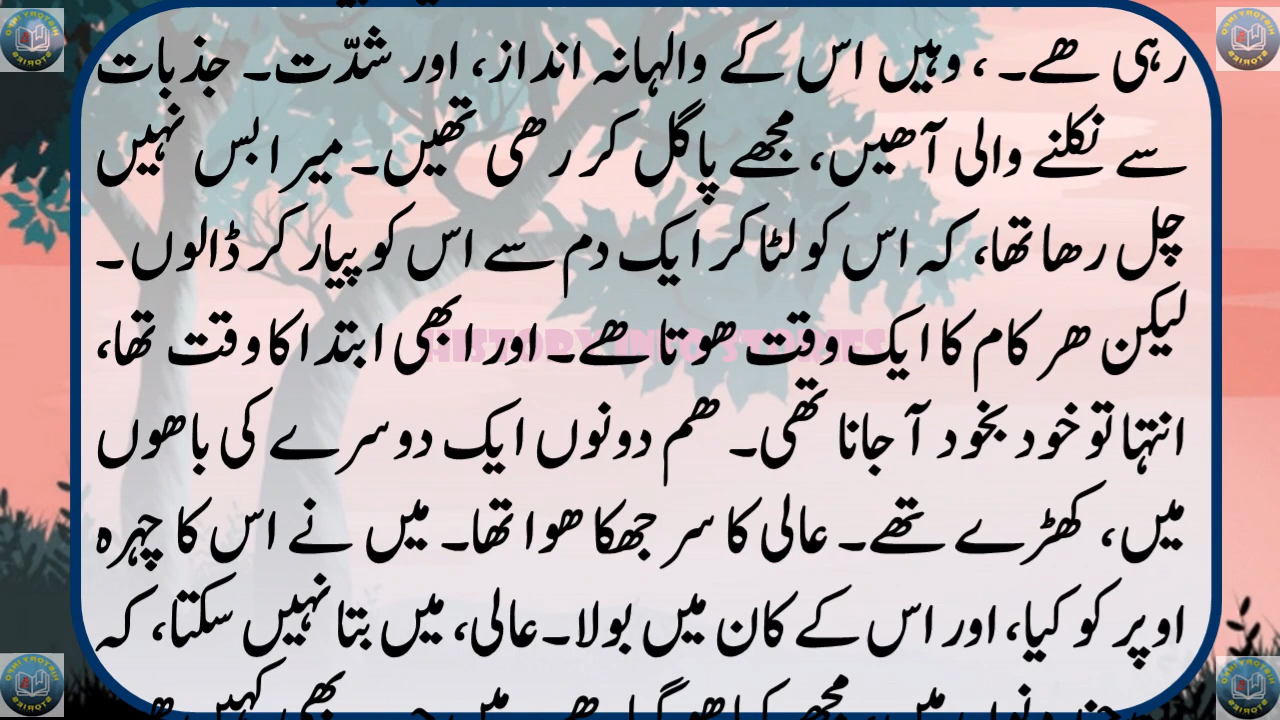 رہی ھے۔ ، وہیں اس کے والہانہ انداز، اور شدّت۔ جذبات
سے نکلنے والی آھیں، مجھے پاگل کر رھی تھیں۔ میرا بس نہیں
چل رھا تھا، کہ اس کو لٹا کر ایک دم سے اس کو پیار کر ڈالوں۔
لیکن ھر کام کا ایک وقت ھوتا ھے۔ اور ابھی ابتدا کا وقت تھا،
HISTORY INFO STORIES
انتہا تو خود بخود آ جانا تھی۔ ھم دونوں ایک دوسرے کی باھوں
میں، کھڑے تھے۔ عالی کا سر جھکا ھوا تھا۔ میں نے اس کا چہرہ
اوپر کو کیا، اور اس کے کان میں بولا۔ عالی، میں بتا نہیں سکتا، کہ